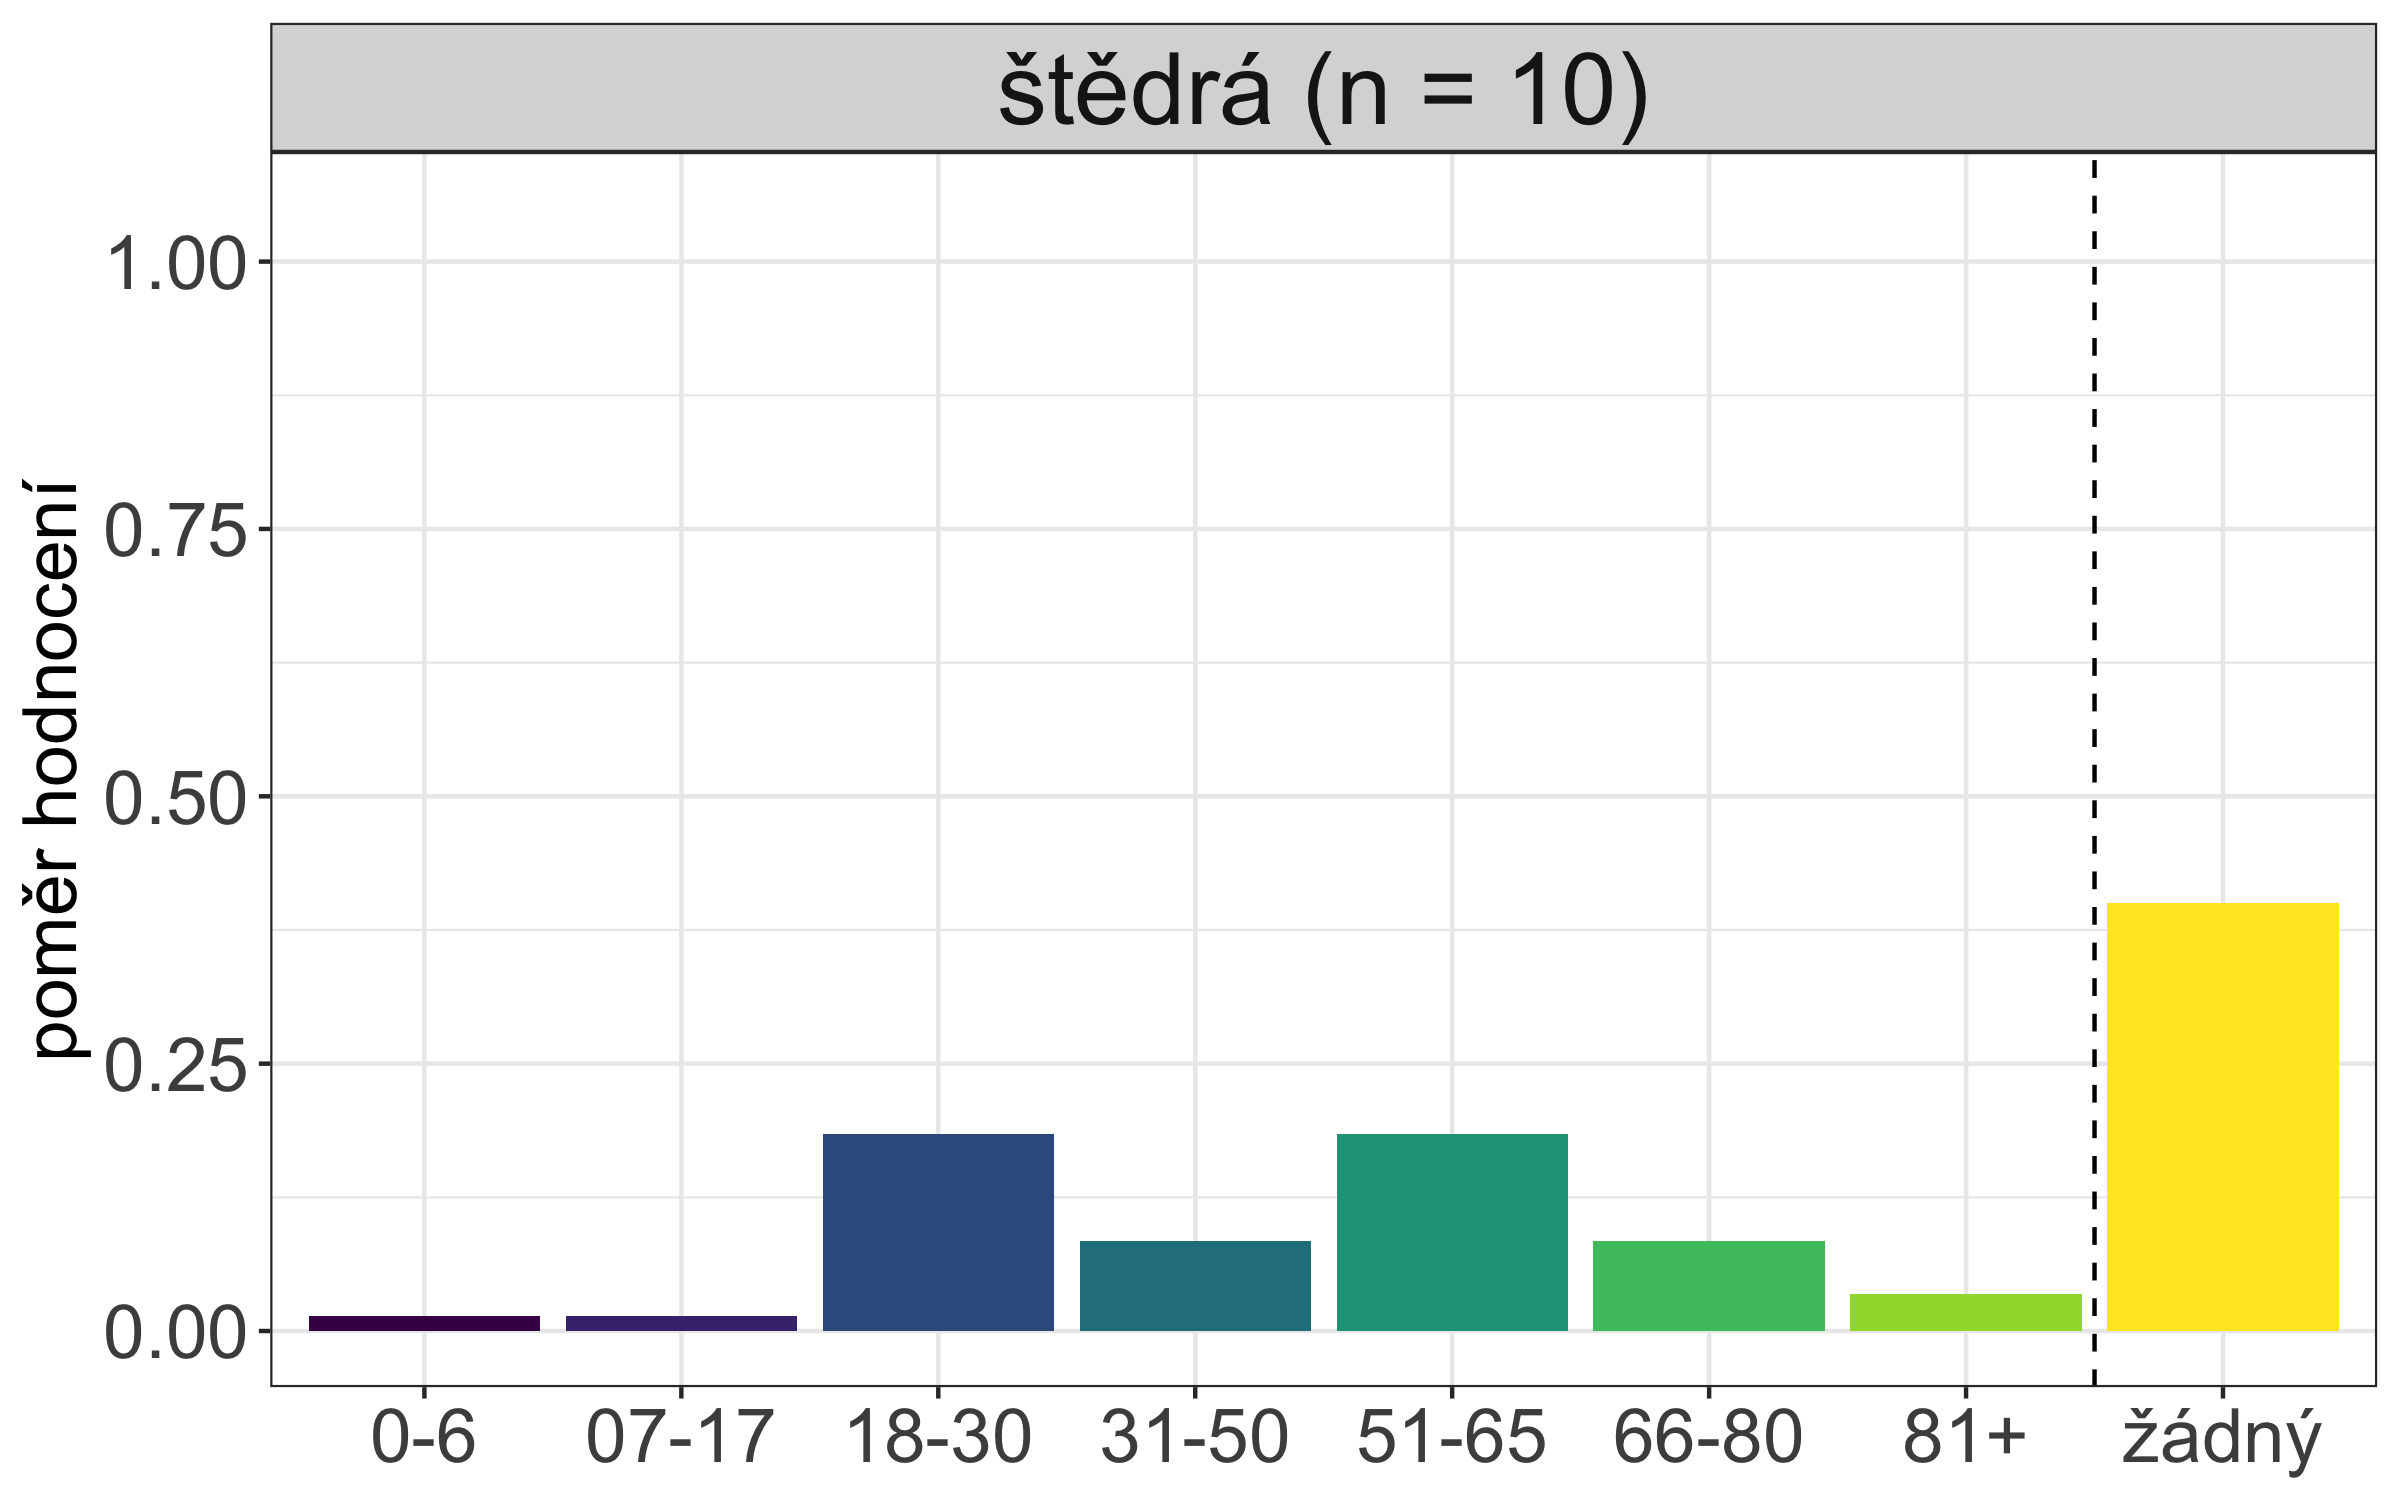 štědrá (n = 10)
poměr hodnocení
1.00
0.75
0.50
0.25
0.00
0-6 07-17 18-30 31-50 51-65 66-80 81+ žádný